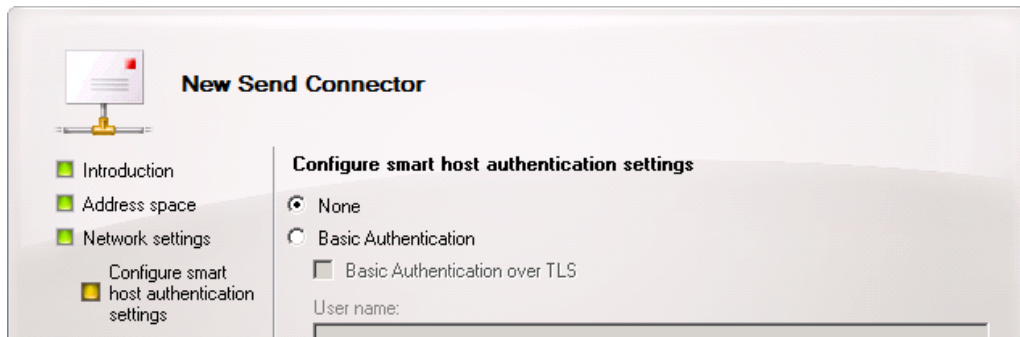 New Send Connector
Introduction
Address space
Network settings
Configure smart
host authentication
settings
Configure smart host authentication settings
None
Basic Authentication
Basic Authentication over TLS
User name: